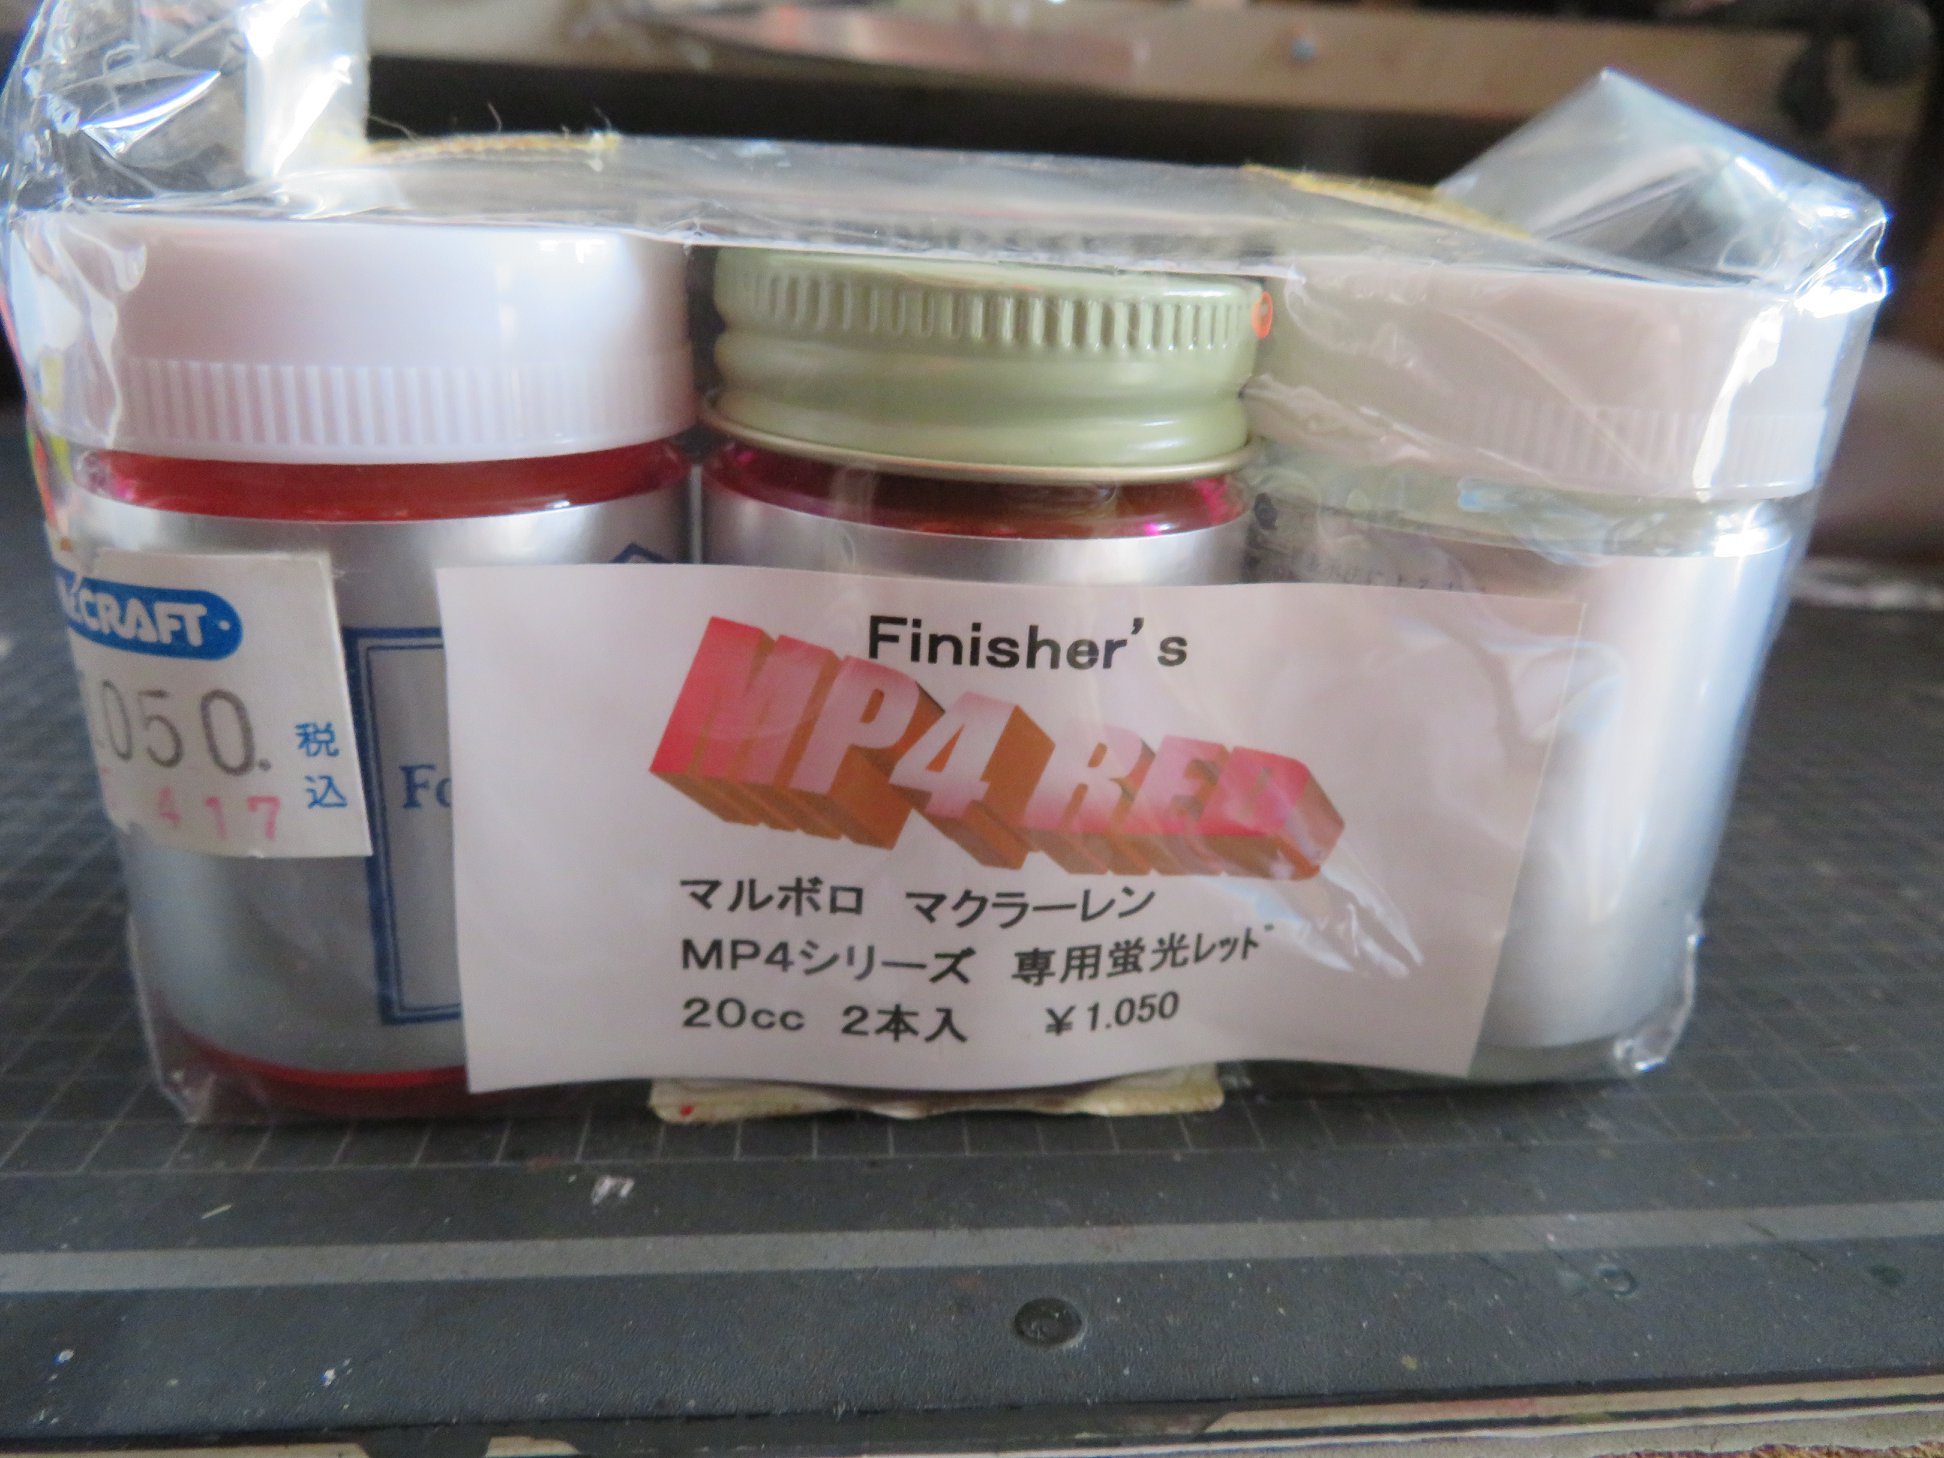 Finisher's
MP4 RED
マルボロ マクラーレン
MP4シリーズ 専用蛍光レッド
20cc 2本入 ¥1.050
CRAFT
050.
税込
417